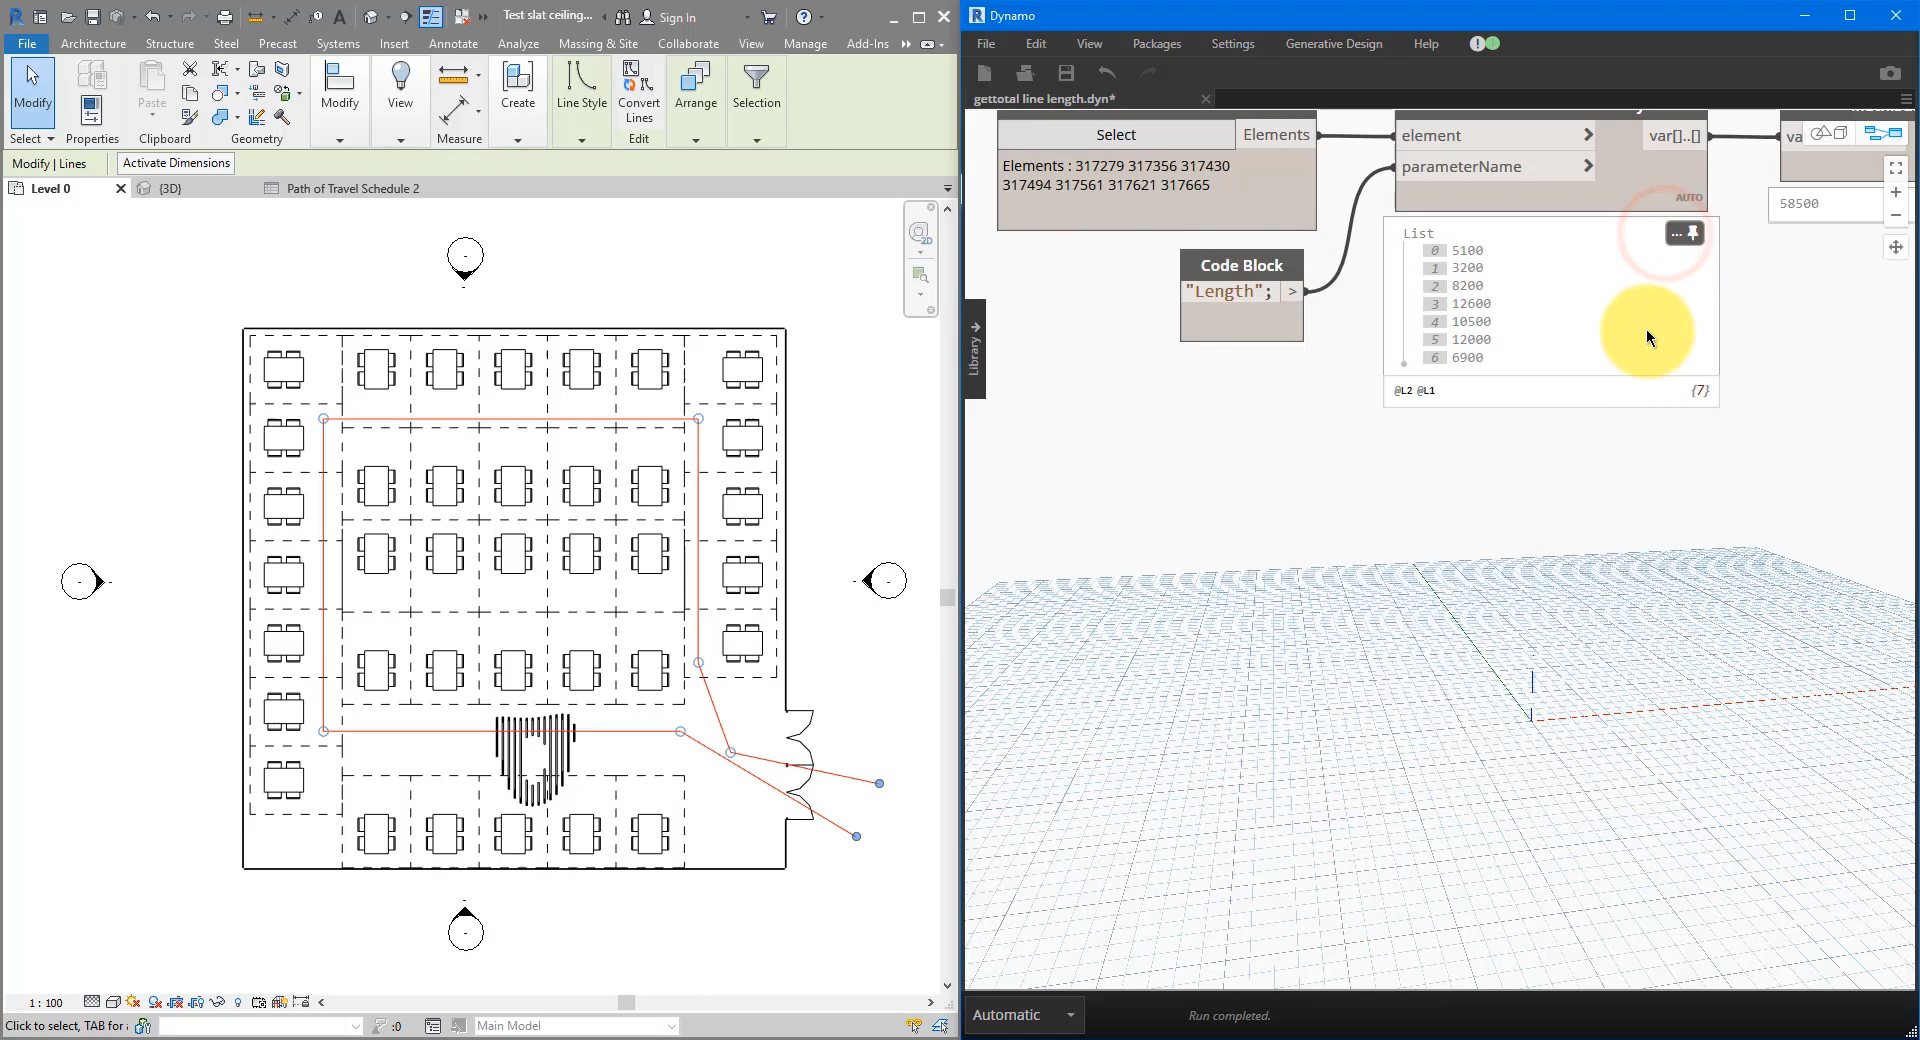 Test slat ceiling...
Sign In
File
Architecture
Structure
Steel
Precast
Systems
Insert
Annotate
Analyze
Massing & Site
Collaborate
View
Manage
Add-Ins
Modify
Paste
Properties
Modify
View
Create
Line Style
Convert
Lines
Arrange
Selection
Select
Properties
Clipboard
Geometry
Measure
Edit
Modify | Lines
Activate Dimensions
Level 0
{3D}
Path of Travel Schedule 2
2D
1 : 100
Click to select, TAB for
:0
Main Model
Dynamo
File
Edit
View
Packages
Settings
Generative Design
Help
gettotal line length.dyn*
Select
Elements
Elements : 317279 317356 317430
317494 317561 317621 317665
element
parameterName
var[]..[]
AUTO
va
58500
Code Block
"Length"; >
List
0 5100
1 3200
2 8200
3 12600
4 10500
5 12000
6 6900
@L2 @L1
{7}
Library
Automatic
Run completed.